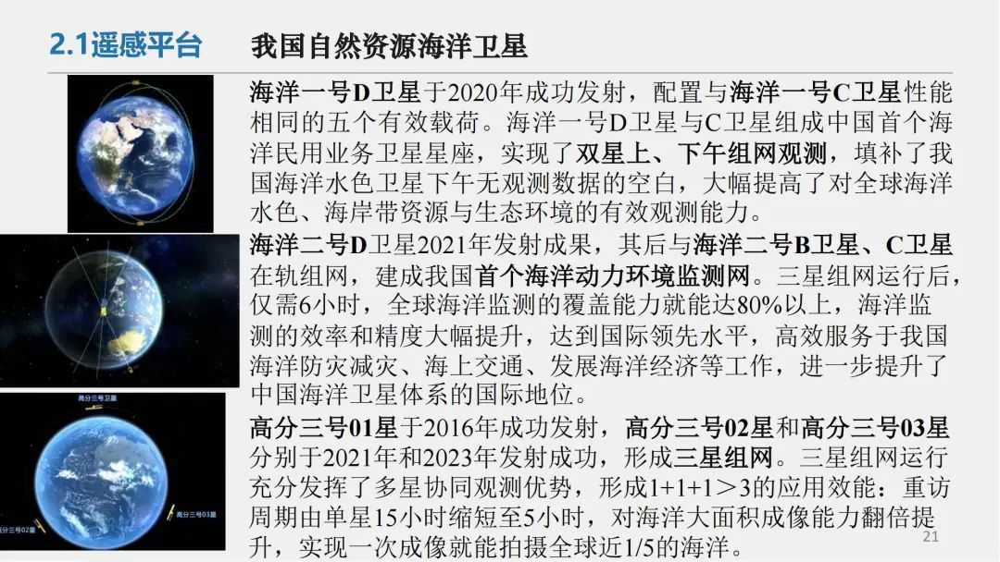 2.1遥感平台
我国自然资源海洋卫星
海洋一号D卫星于2020年成功发射，配置与海洋一号C卫星性能
相同的五个有效载荷。海洋一号D卫星与C卫星组成中国首个海
洋民用业务卫星星座，实现了双星上、下午组网观测，填补了我
国海洋水色卫星下午无观测数据的空白，大幅提高了对全球海洋
水色、海岸带资源与生态环境的有效观测能力。
海洋二号D卫星2021年发射成果，其后与海洋二号B卫星、C卫星
在轨组网，建成我国首个海洋动力环境监测网。三星组网运行后，
仅需6小时，全球海洋监测的覆盖能力就能达80%以上，海洋监
测的效率和精度大幅提升，达到国际领先水平，高效服务于我国
海洋防灾减灾、海上交通、发展海洋经济等工作，进一步提升了
中国海洋卫星体系的国际地位。
高分三号卫星
高分三号03星
高分三号02星
高分三号01星于2016年成功发射，高分三号02星和高分三号03星
分别于2021年和2023年发射成功，形成三星组网。三星组网运行
充分发挥了多星协同观测优势，形成1+1+1＞3的应用效能：重访
周期由单星15小时缩短至5小时，对海洋大面积成像能力翻倍提
升，实现一次成像就能拍摄全球近1/5的海洋。
21